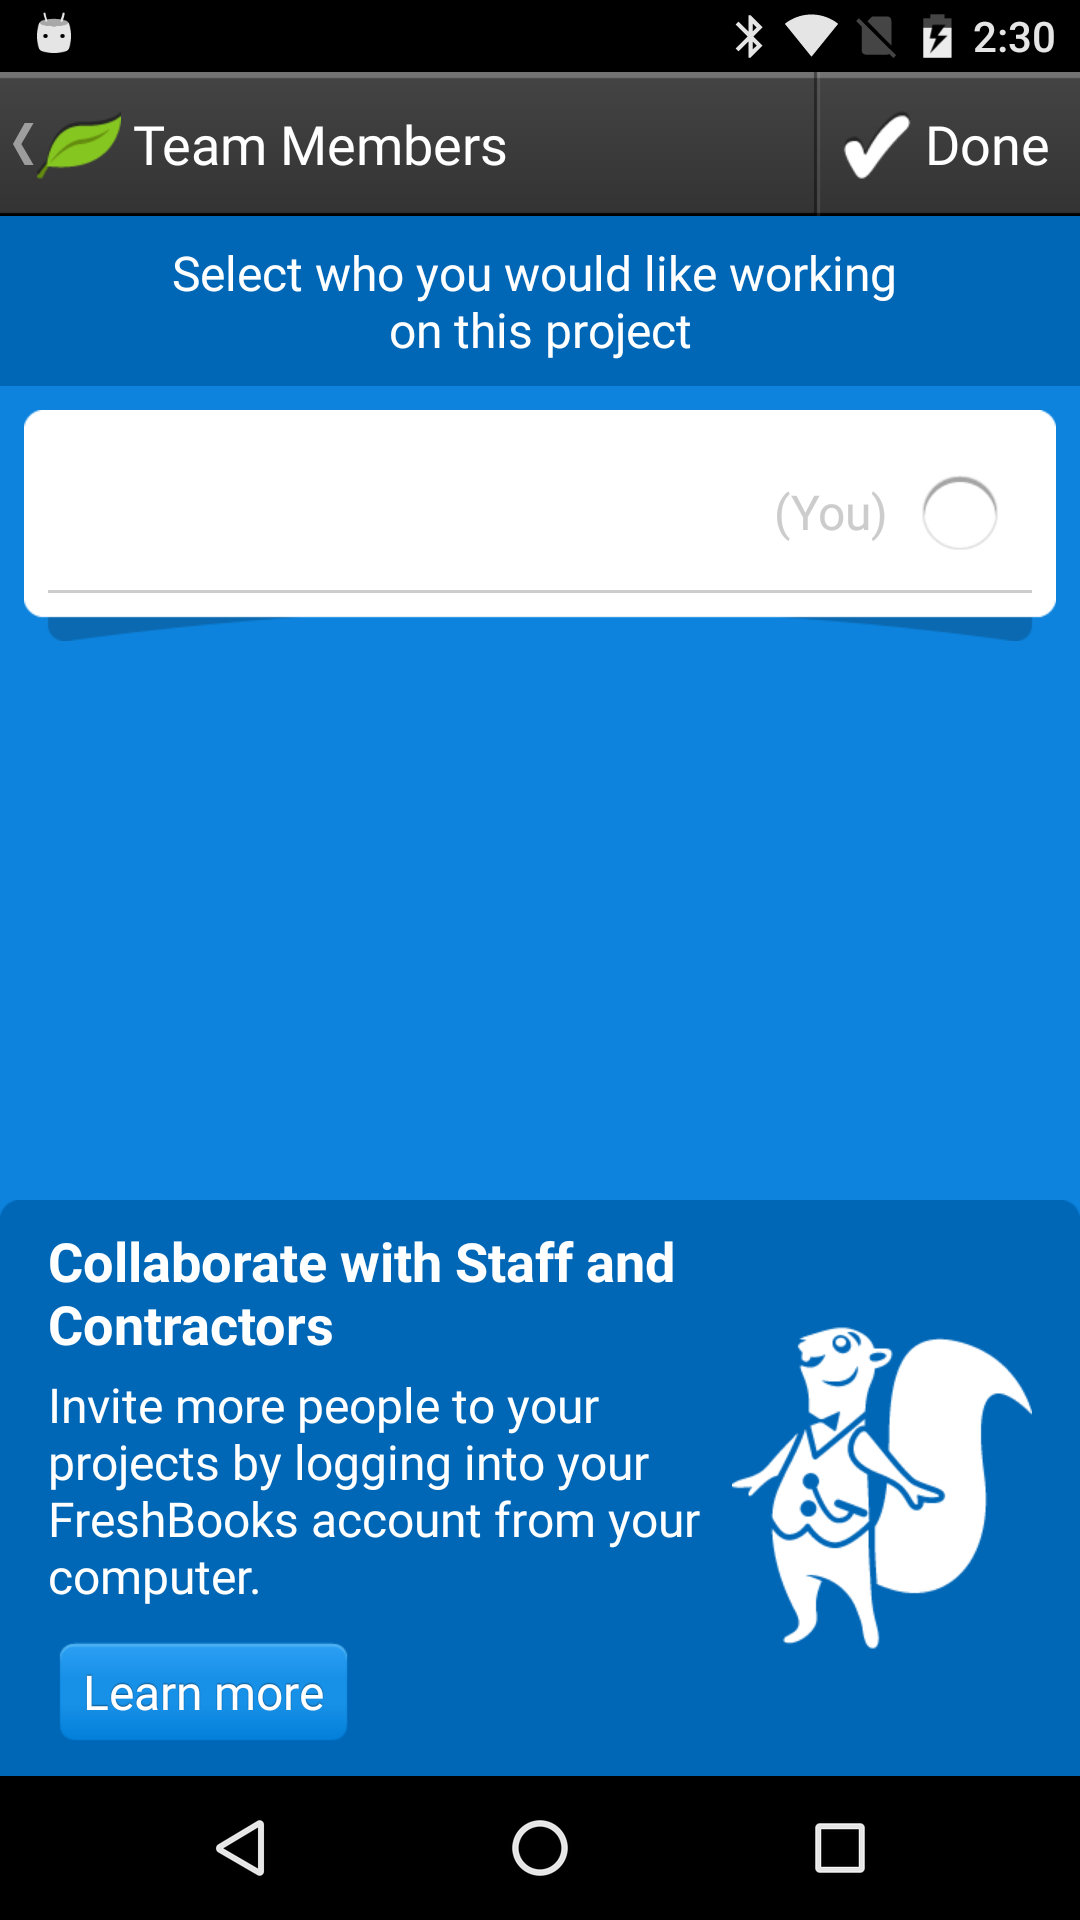 2:30
Team Members
Done
Select who you would like working
on this project
(You)
Collaborate with Staff and
Contractors
Invite more people to your
projects by logging into your
FreshBooks account from your
computer.
Learn more